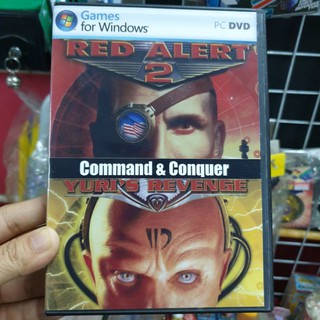 Games
for Windows
PC DVD
RED ALERT
2
Command & Conquer
YURI'S REVENGE